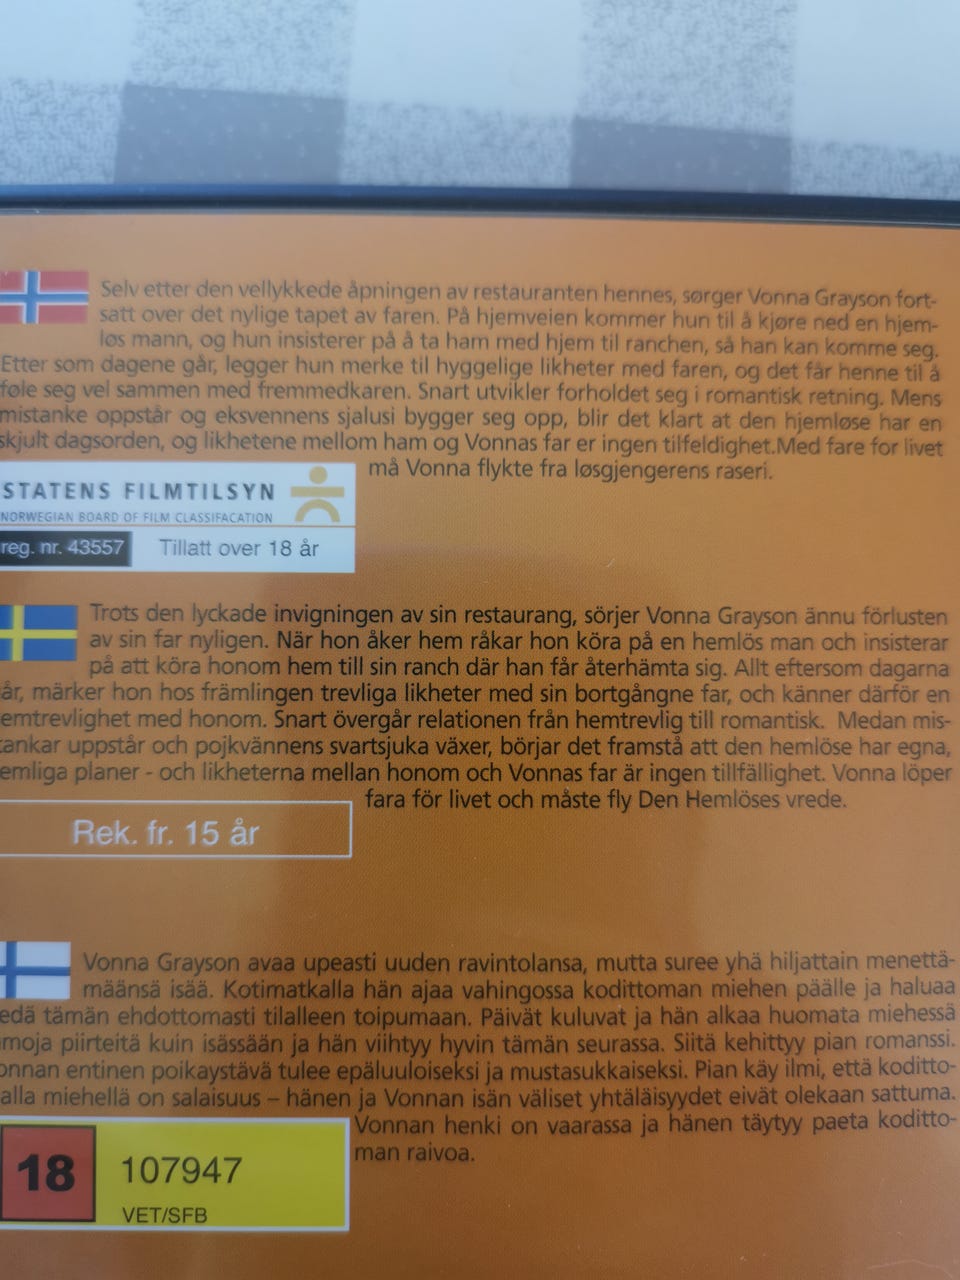 Selv etter den vellykkede åpningen av restauranten hennes, sørger Vonna Grayson fort-
satt over det nylige tapet av faren. På hjemveien kommer hun til å kjøre ned en hjem-
løs mann, og hun insisterer på å ta ham med hjem til ranchen, så han kan komme seg.
Etter som dagene går, legger hun merke til hyggelige likheter med faren, og det får henne til å
føle seg vel sammen med fremmedkaren. Snart utvikler forholdet seg i romantisk retning. Mens
mistanke oppstår og eksvennens sjalusi bygger seg opp, blir det klart at den hjemløse har en
skjult dagsorden, og likhetene mellom ham og Vonnas far er ingen tilfeldighet.Med fare for livet
må Vonna flykte fra løsgjengerens raseri.
STATENS FILMTILSYN
NORWEGIAN BOARD OF FILM CLASSIFACATION
reg. nr. 43557 Tillatt over 18 år
Trots den lyckade invigningen av sin restaurang, sörjer Vonna Grayson ännu förlusten
av sin far nyligen. När hon åker hem råkar hon köra på en hemlös man och insisterar
på att köra honom hem till sin ranch där han får återhämta sig. Allt eftersom dagarna
år, märker hon hos främlingen trevliga likheter med sin bortgångne far, och känner därför en
emtrevlighet med honom. Snart övergår relationen från hemtrevlig till romantisk. Medan mis-
tankar uppstår och pojkvännens svartsjuka växer, börjar det framstå att den hemlöse har egna,
emliga planer - och likheterna mellan honom och Vonnas far är ingen tillfällighet. Vonna löper
fara för livet och måste fly Den Hemlöses vrede.
Rek. fr. 15 år
Vonna Grayson avaa upeasti uuden ravintolansa, mutta suree yhä hiljattain menettä-
määnsä isää. Kotimatkalla hän ajaa vahingossa kodittoman miehen päälle ja haluaa
edä tämän ehdottomasti tilalleen toipumaan. Päivät kuluvat ja hän alkaa huomata miehessä
moja piirteitä kuin isässään ja hän viihtyy hyvin tämän seurassa. Siitä kehittyy pian romanssi.
onnan entinen poikaystävä tulee epäluuloiseksi ja mustasukkaiseksi. Pian käy ilmi, että koditto-
alla miehellä on salaisuus – hänen ja Vonnan isän väliset yhtäläisyydet eivät olekaan sattuma.
Vonnan henki on vaarassa ja hänen täytyy paeta koditto-
man raivoa.
18 107947
VET/SFB